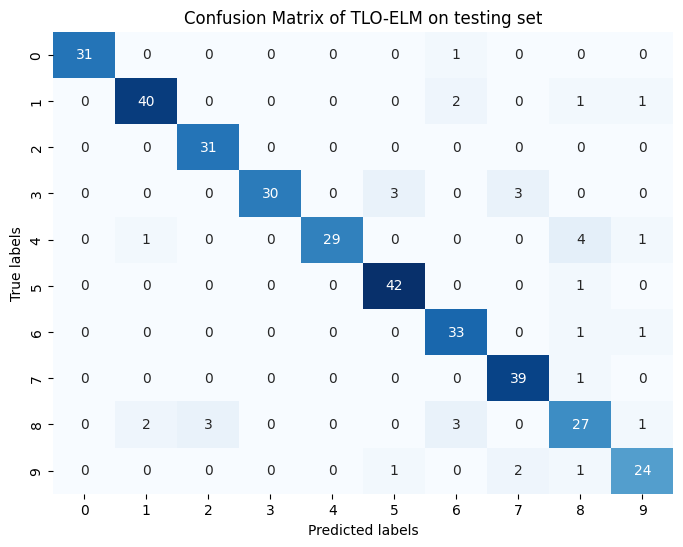 Confusion Matrix of TLO-ELM on testing set
True labels
0 31 0 0 0 0 0 1 0 0 0
1 0 40 0 0 0 0 2 0 1 1
2 0 0 31 0 0 0 0 0 0 0
3 0 0 0 30 0 3 0 3 0 0
4 0 1 0 0 29 0 0 0 4 1
5 0 0 0 0 0 42 0 0 1 0
6 0 0 0 0 0 0 33 0 1 1
7 0 0 0 0 0 0 0 39 1 0
8 0 2 3 0 0 0 3 0 27 1
9 0 0 0 0 0 1 0 2 1 24
0 1 2 3 4 5 6 7 8 9
Predicted labels